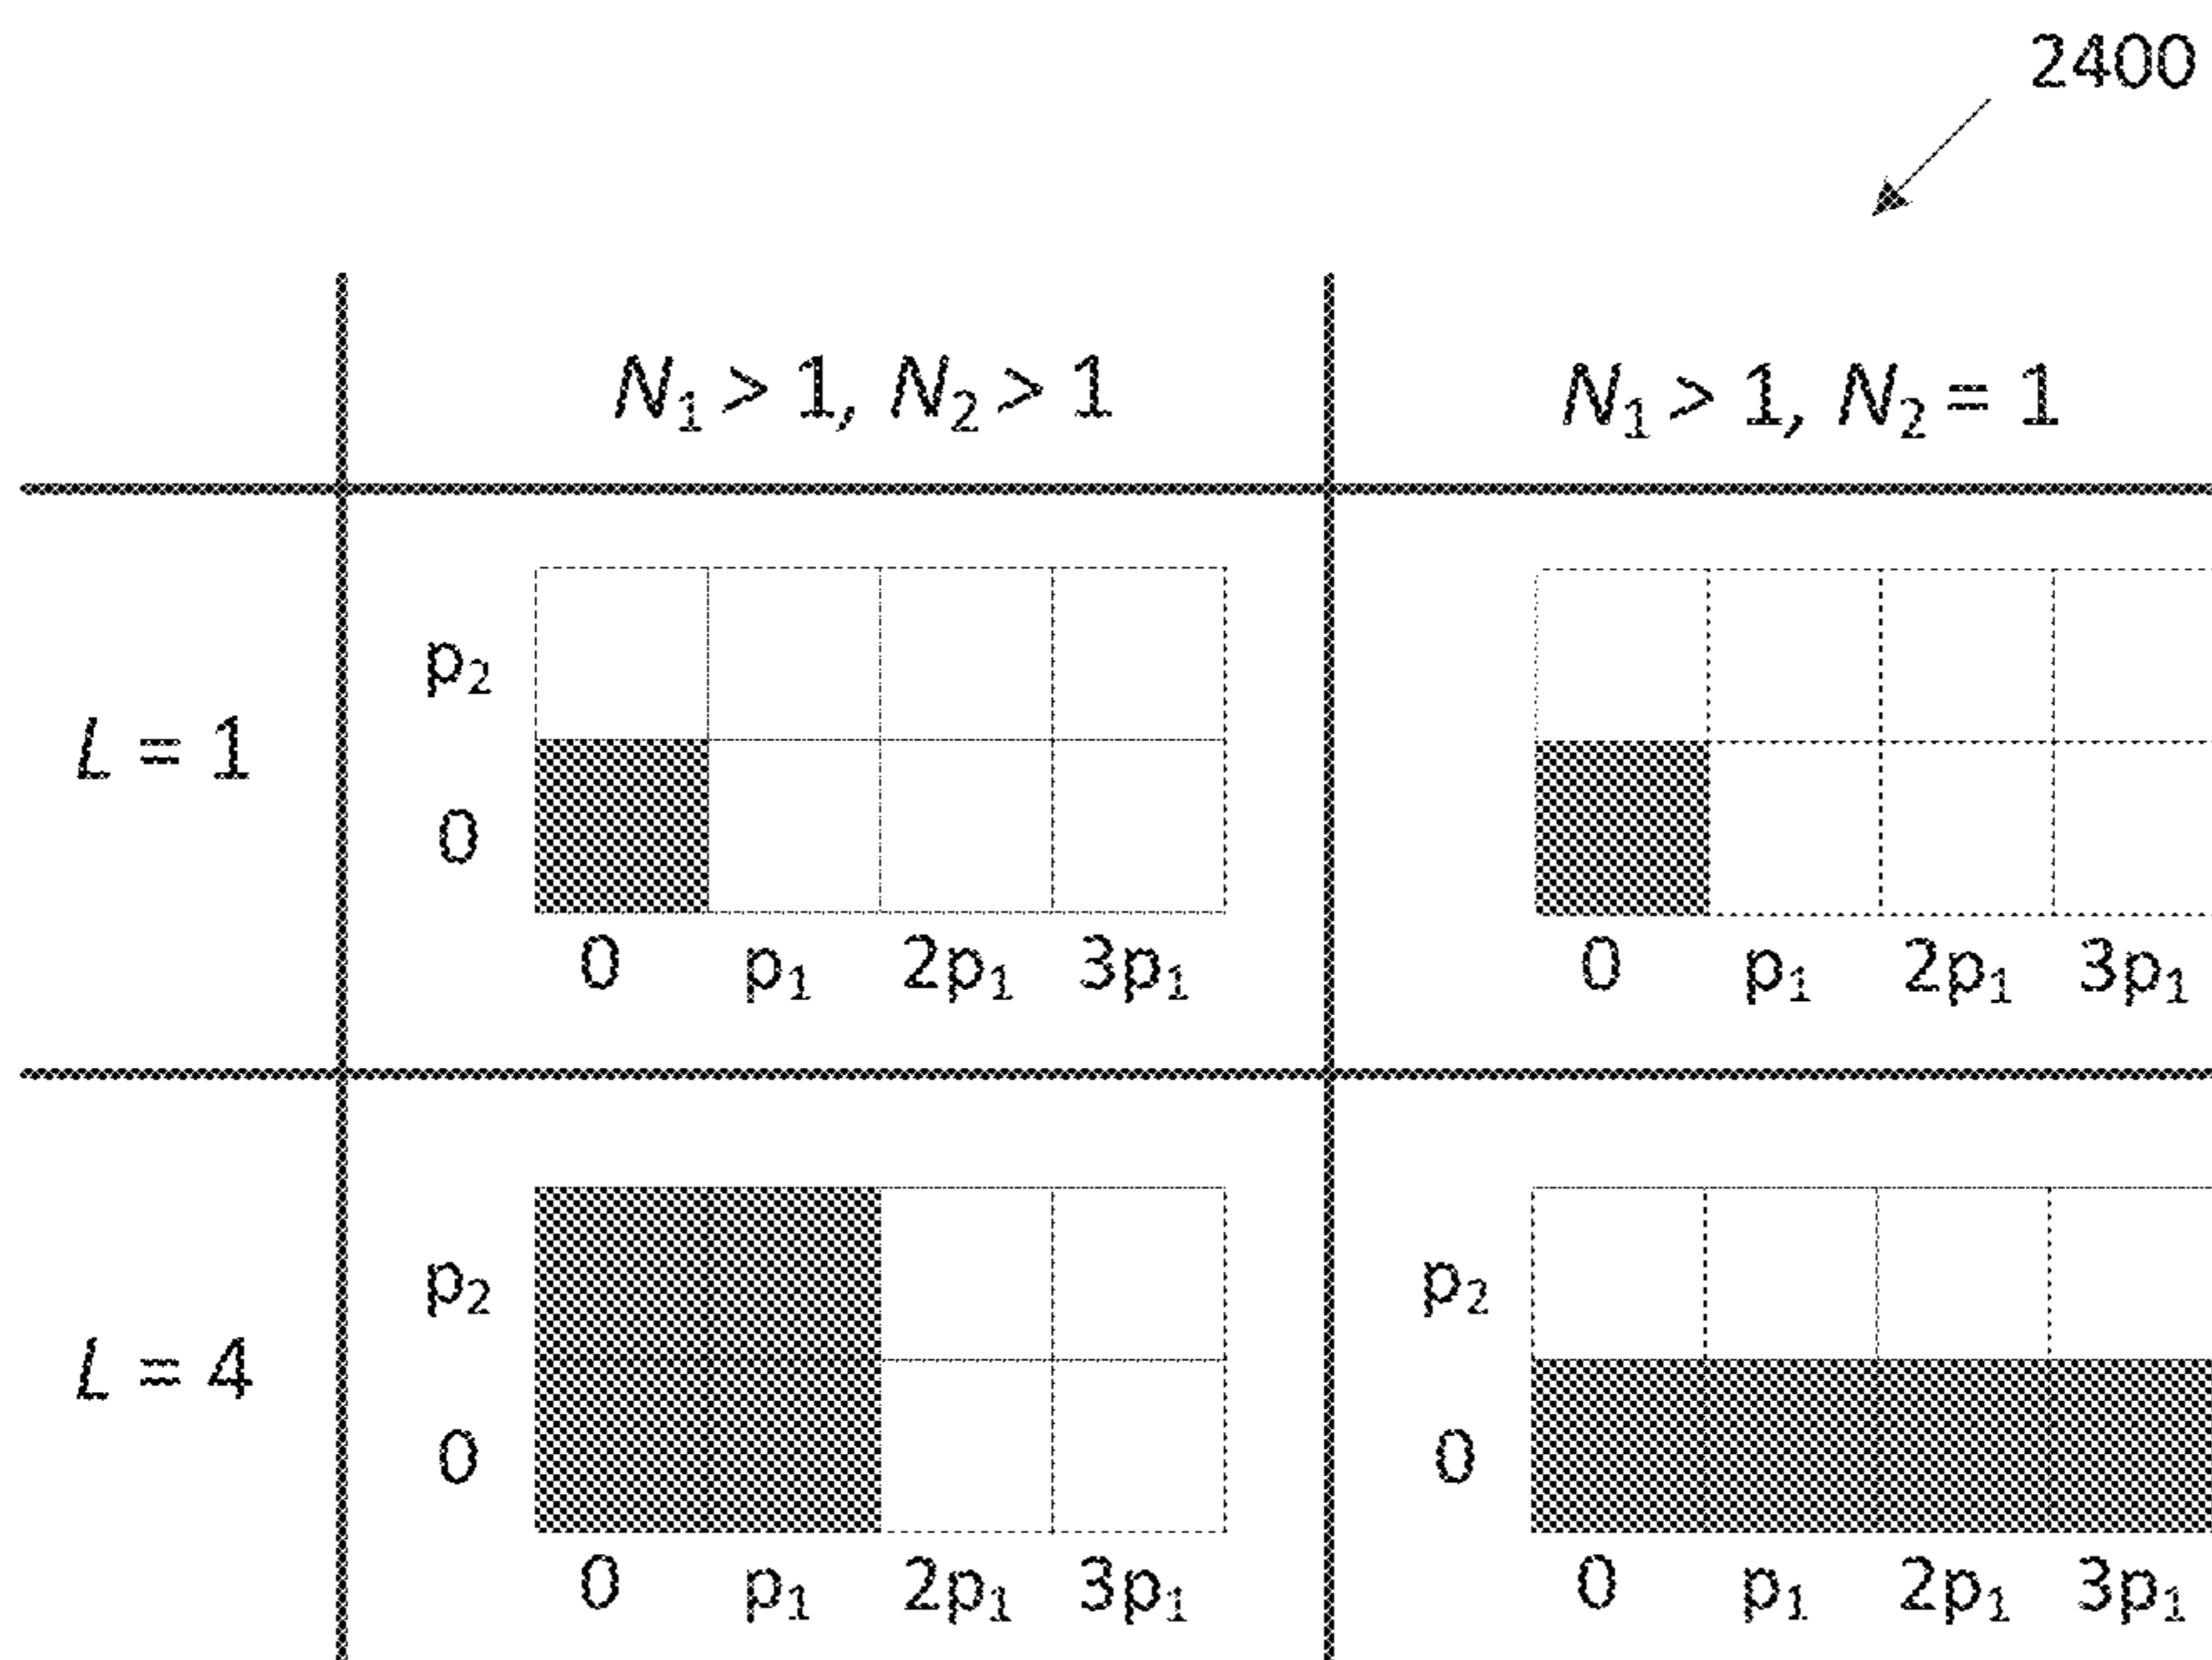 2400
N₁ > 1, N₂ > 1
N₁ > 1, N₂ = 1
L = 1
p₂
0
0 p₁ 2p₁ 3p₁
0 p₁ 2p₁ 3p₁
L = 4
p₂
0
0 p₁ 2p₁ 3p₁
p₂
0
0 p₁ 2p₁ 3p₁